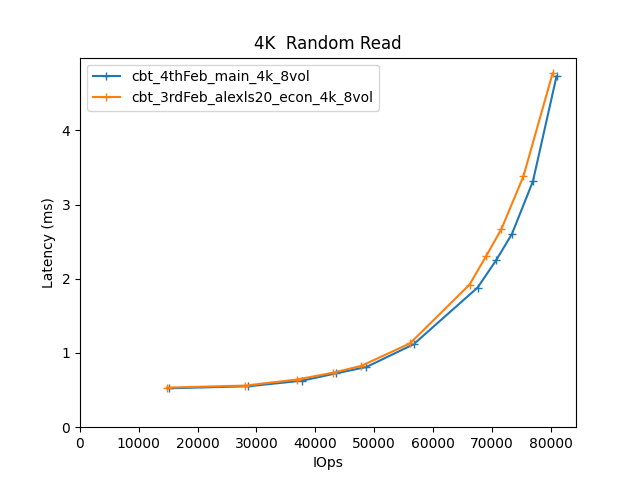 4K  Random Read
cbt_4thFeb_main_4k_8vol
cbt_3rdFeb_alexls20_econ_4k_8vol
Latency (ms)
4
3
2
1
0
0 10000 20000 30000 40000 50000 60000 70000 80000
IOps